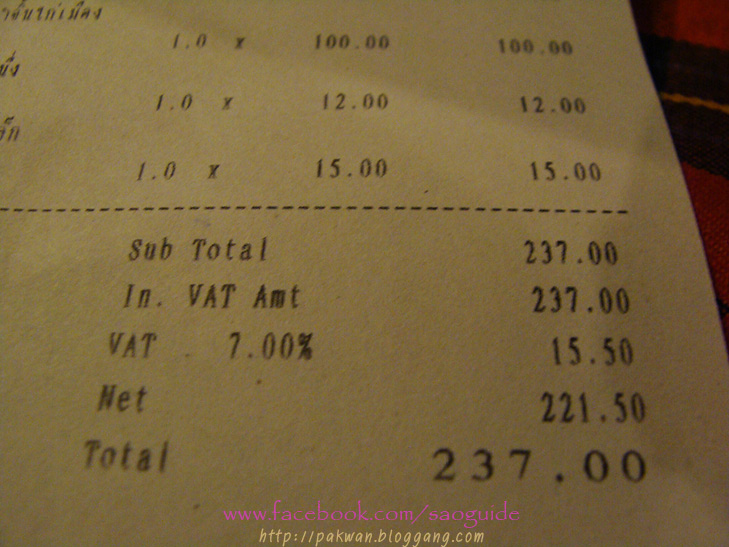 1.0 x 100.00 100.00
1.0 x 12.00 12.00
1.0 x 15.00 15.00
Sub Total 237.00
In. VAT Amt 237.00
VAT 7.00% 15.50
Net 221.50
Total 237.00
www.facebook.com/saoguide
http://pakwan.bloggang.com